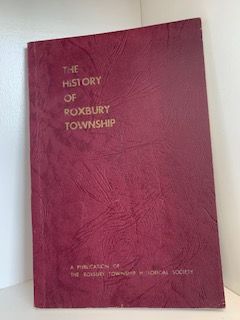 THE
HISTORY
OF
ROXBURY
TOWNSHIP
A PUBLICATION OF
THE ROXBURY TOWNSHIP HISTORICAL SOCIETY